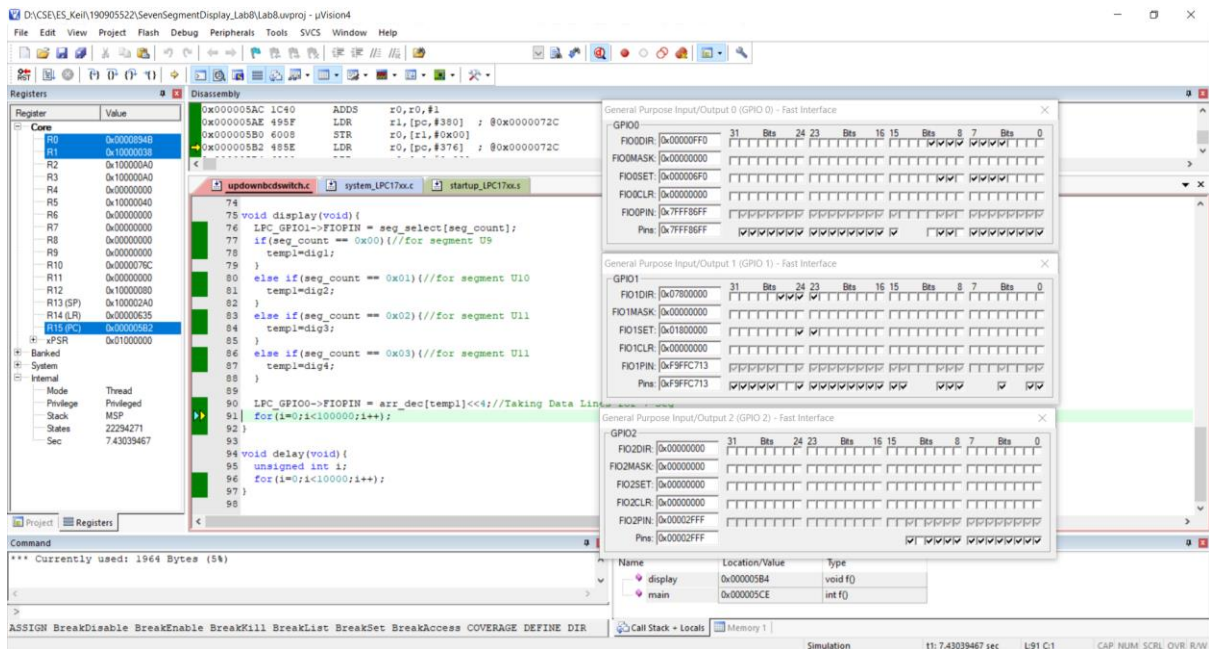 D:\CSE\ES_Keil\190905522\SevenSegmentDisplay_Lab8\Lab8.uvproj - µVision4
File Edit View Project Flash Debug Peripherals Tools SVCS Window Help
Registers
Register Value
Core
R0 0x0000894B
R1 0x10000038
R2 0x100000A0
R3 0x100000A0
R4 0x00000000
R5 0x10000040
R6 0x00000000
R7 0x00000000
R8 0x00000000
R9 0x00000000
R10 0x0000076C
R11 0x00000000
R12 0x10000080
R13 (SP) 0x100002A0
R14 (LR) 0x00000635
R15 (PC) 0x000005B2
xPSR 0x01000000
Banked
System
Internal
Mode Thread
Privilege Privileged
Stack MSP
States 22294271
Sec 7.43039467
Project Registers
Disassembly
0x000005AC 1C40 ADDS r0,r0,#1
0x000005AE 495F LDR r1,[pc,#380] ; @0x0000072C
0x000005B0 6008 STR r0,[r1,#0x00]
0x000005B2 485E LDR r0,[pc,#376] ; @0x0000072C
updownbcdswitch.c system_LPC17xx.c startup_LPC17xx.s
74
75 void display(void){
76 LPC_GPIO1->FIOPIN = seg_select[seg_count];
77 if(seg_count == 0x00){//for segment U9
78 temp1=dig1;
79 }
80 else if(seg_count == 0x01){//for segment U10
81 temp1=dig2;
82 }
83 else if(seg_count == 0x02){//for segment U11
84 temp1=dig3;
85 }
86 else if(seg_count == 0x03){//for segment U11
87 temp1=dig4;
88 }
89
90 LPC_GPIO0->FIOPIN = arr_dec[temp1]<<4;//Taking Data Lines
91 for(i=0;i<100000;i++);
92 }
93
94 void delay(void){
95 unsigned int i;
96 for(i=0;i<10000;i++);
97 }
98
General Purpose Input/Output 0 (GPIO 0) - Fast Interface
GPIO0
31 Bits 24 23 Bits 16 15 Bits 8 7 Bits 0
FIO0DIR: 0x00000FF0
FIO0MASK: 0x00000000
FIO0SET: 0x000006F0
FIO0CLR: 0x00000000
FIO0PIN: 0x7FFF86FF
Pins: 0x7FFF86FF
General Purpose Input/Output 1 (GPIO 1) - Fast Interface
GPIO1
31 Bits 24 23 Bits 16 15 Bits 8 7 Bits 0
FIO1DIR: 0x07800000
FIO1MASK: 0x00000000
FIO1SET: 0x01800000
FIO1CLR: 0x00000000
FIO1PIN: 0xF9FFC713
Pins: 0xF9FFC713
General Purpose Input/Output 2 (GPIO 2) - Fast Interface
GPIO2
31 Bits 24 23 Bits 16 15 Bits 8 7 Bits 0
FIO2DIR: 0x00000000
FIO2MASK: 0x00000000
FIO2SET: 0x00000000
FIO2CLR: 0x00000000
FIO2PIN: 0x00002FFF
Pins: 0x00002FFF
Command
*** Currently used: 1964 Bytes (5%)
>
ASSIGN BreakDisable BreakEnable BreakKill BreakList BreakSet BreakAccess COVERAGE DEFINE DIR
Name Location/Value Type
display 0x000005B4 void f()
main 0x000005CE int f()
Call Stack + Locals Memory 1
Simulation t1: 7.43039467 sec L:91 C:1 CAP NUM SCRL OVR R/W